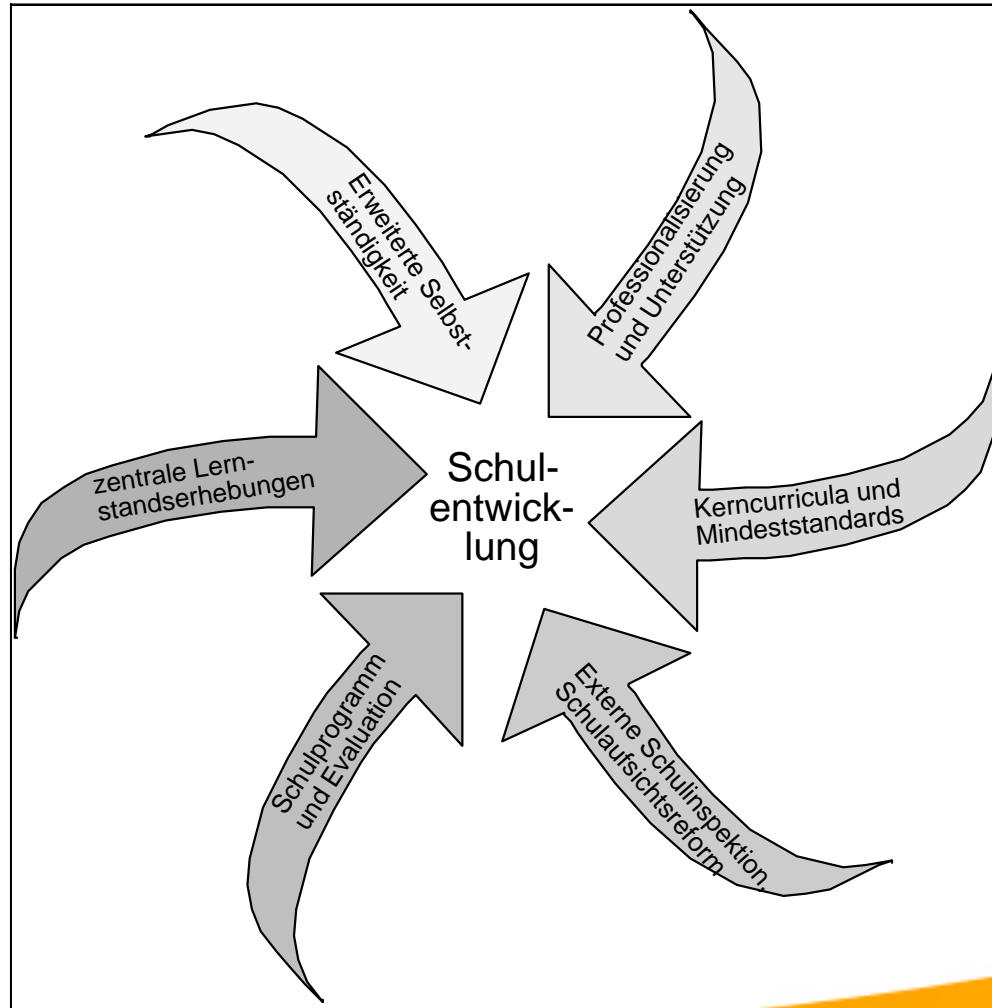 Erweiterte Selbst-
ständigkeit
Professionalisierung
und Unterstützung
zentrale Lern-
standserhebungen
Schul-
entwick-
lung
Kerncurricula und
Mindeststandards
Schulprogramm
und Evaluation
Externe Schulinspektion,
Schulaufsichtsreform